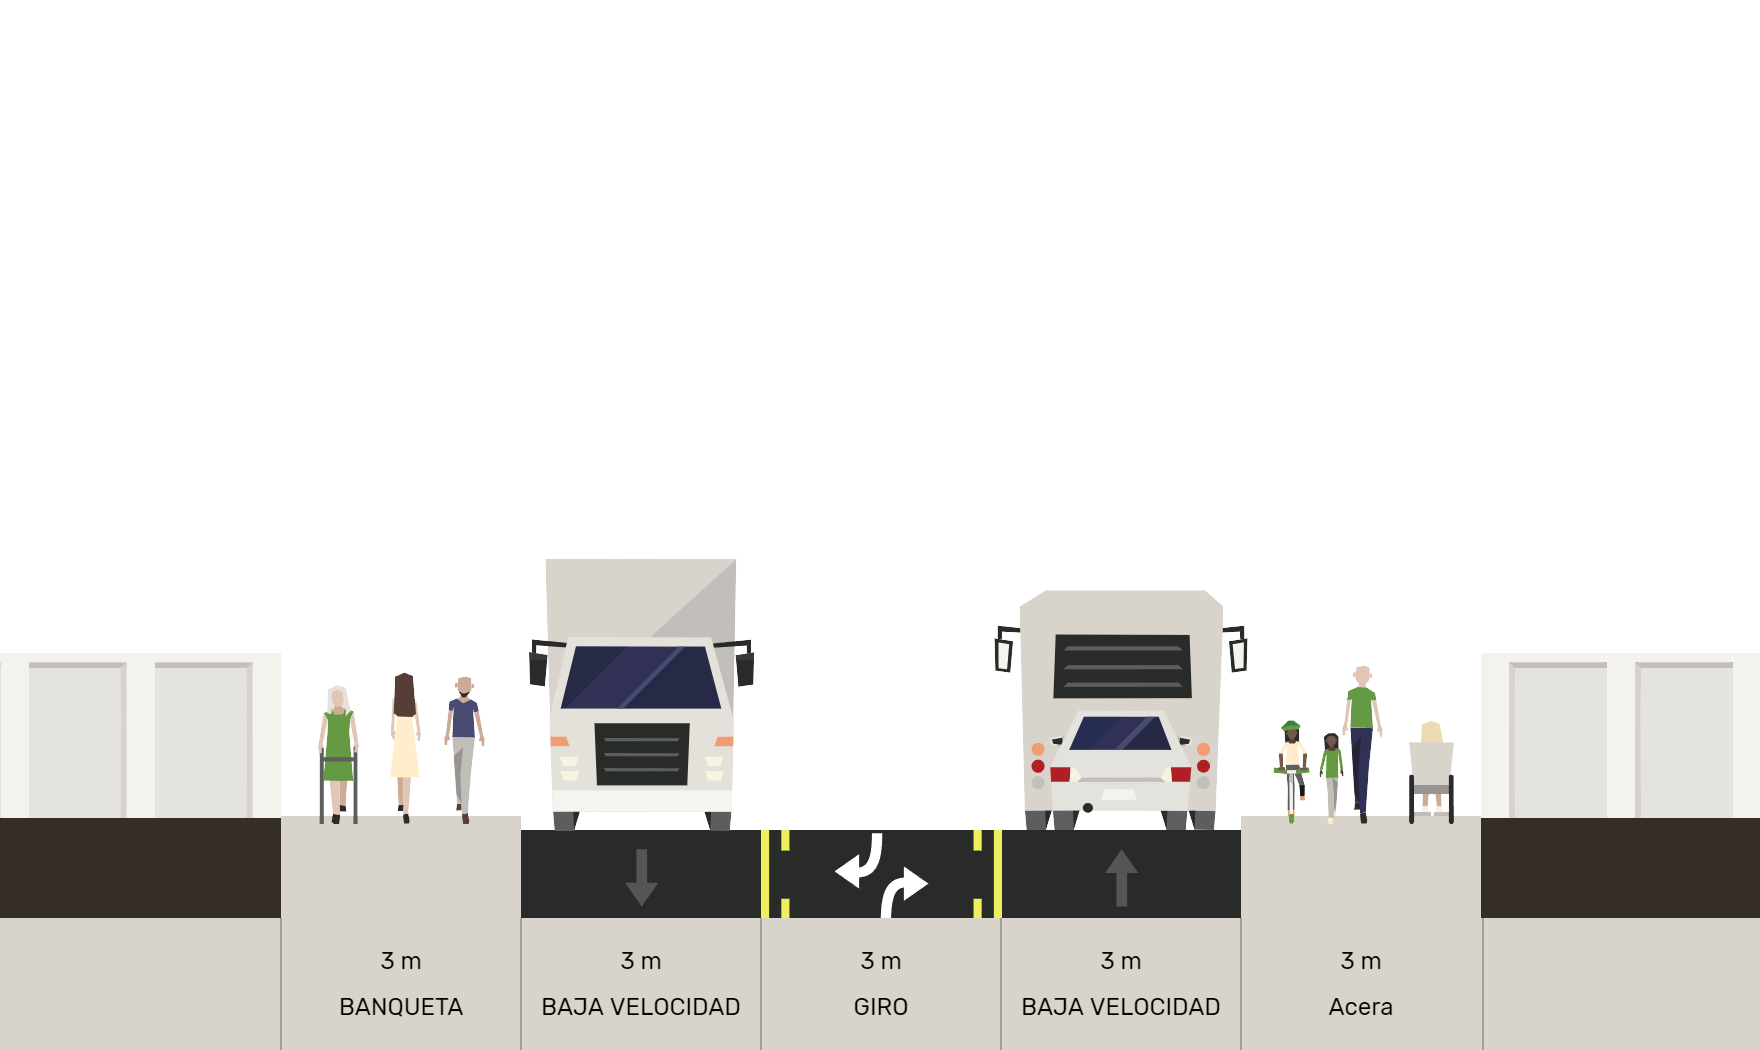 3 m
BANQUETA
3 m
BAJA VELOCIDAD
3 m
GIRO
3 m
BAJA VELOCIDAD
3 m
Acera